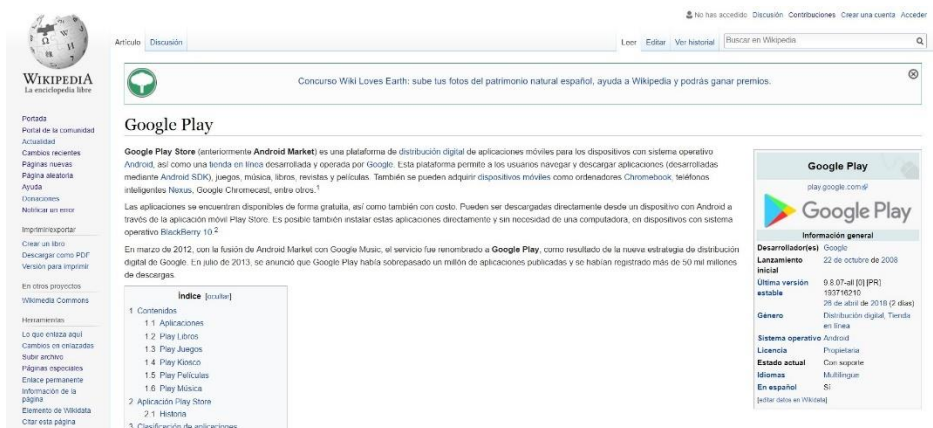 No has accedido Discusión Contribuciones Crear una cuenta Acceder
Artículo Discusión
Leer Editar Ver historial Buscar en Wikipedia
WIKIPEDIA
La enciclopedia libre
Portada
Portal de la comunidad
Actualidad
Cambios recientes
Páginas nuevas
Página aleatoria
Ayuda
Donaciones
Notificar un error
Imprimir/exportar
Crear un libro
Descargar como PDF
Versión para imprimir
En otros proyectos
Wikimedia Commons
Herramientas
Lo que enlaza aquí
Cambios en enlazadas
Subir archivo
Páginas especiales
Enlace permanente
Información de la
página
Elemento de Wikidata
Citar esta página
Concurso Wiki Loves Earth: sube tus fotos del patrimonio natural español, ayuda a Wikipedia y podrás ganar premios.
Google Play
Google Play Store (anteriormente Android Market) es una plataforma de distribución digital de aplicaciones móviles para los dispositivos con sistema operativo
Android, así como una tienda en línea desarrollada y operada por Google. Esta plataforma permite a los usuarios navegar y descargar aplicaciones (desarrolladas
mediante Android SDK), juegos, música, libros, revistas y películas. También se pueden adquirir dispositivos móviles como ordenadores Chromebook, teléfonos
inteligentes Nexus, Google Chromecast, entre otros.1
Las aplicaciones se encuentran disponibles de forma gratuita, así como también con costo. Pueden ser descargadas directamente desde un dispositivo con Android a
través de la aplicación móvil Play Store. Es posible también instalar estas aplicaciones directamente y sin necesidad de una computadora, en dispositivos con sistema
operativo BlackBerry 10.2
En marzo de 2012, con la fusión de Android Market con Google Music, el servicio fue renombrado a Google Play, como resultado de la nueva estrategia de distribución
digital de Google. En julio de 2013, se anunció que Google Play había sobrepasado un millón de aplicaciones publicadas y se habían registrado más de 50 mil millones
de descargas.
Índice [ocultar]
1 Contenidos
1.1 Aplicaciones
1.2 Play Libros
1.3 Play Juegos
1.4 Play Kiosco
1.5 Play Películas
1.6 Play Música
2 Aplicación Play Store
2.1 Historia
3 Clasificación de aplicaciones
Google Play
play.google.com
Google Play
Información general
Desarrollador(es) Google
Lanzamiento 22 de octubre de 2008
inicial
Última versión 9.8.07-all [0] [PR]
estable 193716210
26 de abril de 2018 (2 días)
Género Distribución digital, Tienda
en línea
Sistema operativo Android
Licencia Propietaria
Estado actual Con soporte
Idiomas Multilingüe
En español Sí
[editar datos en Wikidata]